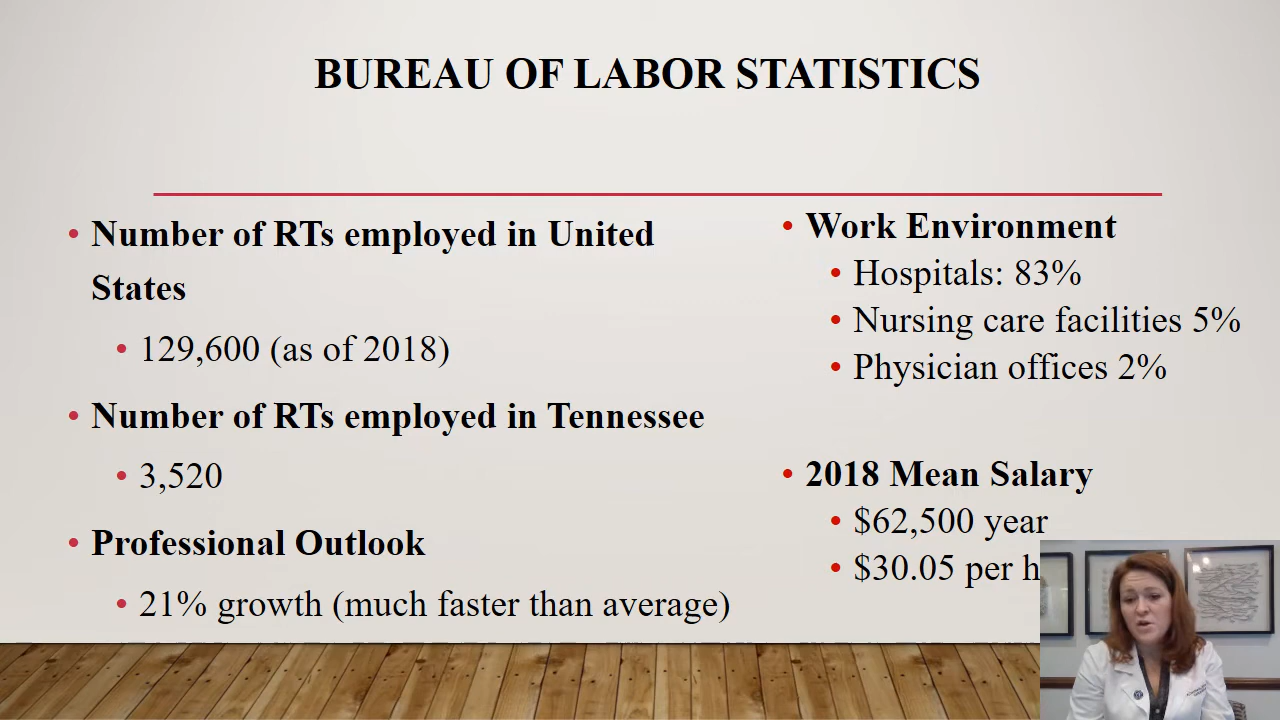 BUREAU OF LABOR STATISTICS
• Number of RTs employed in United
States
• 129,600 (as of 2018)
• Number of RTs employed in Tennessee
• 3,520
• Professional Outlook
• 21% growth (much faster than average)
• Work Environment
• Hospitals: 83%
• Nursing care facilities 5%
• Physician offices 2%
• 2018 Mean Salary
• $62,500 year
• $30.05 per h